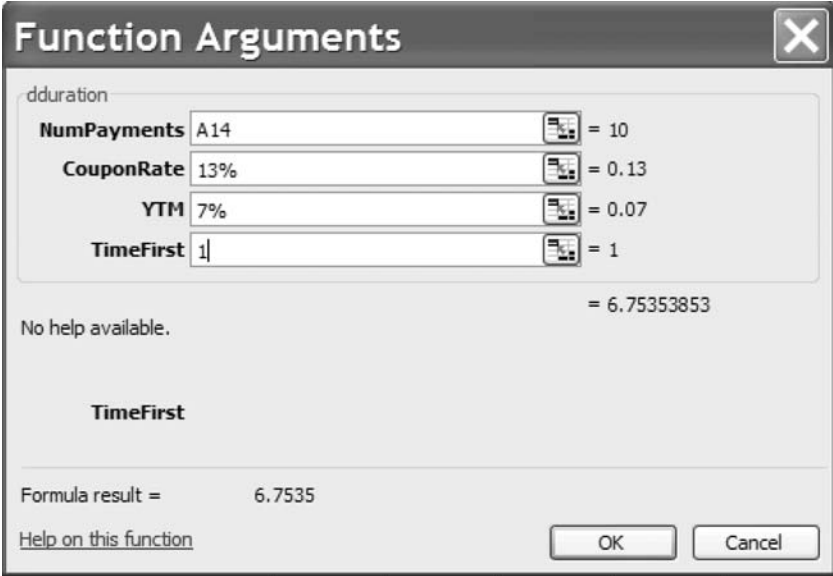 Function Arguments
dduration
NumPayments A14 = 10
CouponRate 13% = 0.13
YTM 7% = 0.07
TimeFirst 1 = 1
= 6.75353853
No help available.
TimeFirst
Formula result = 6.7535
Help on this function OK Cancel